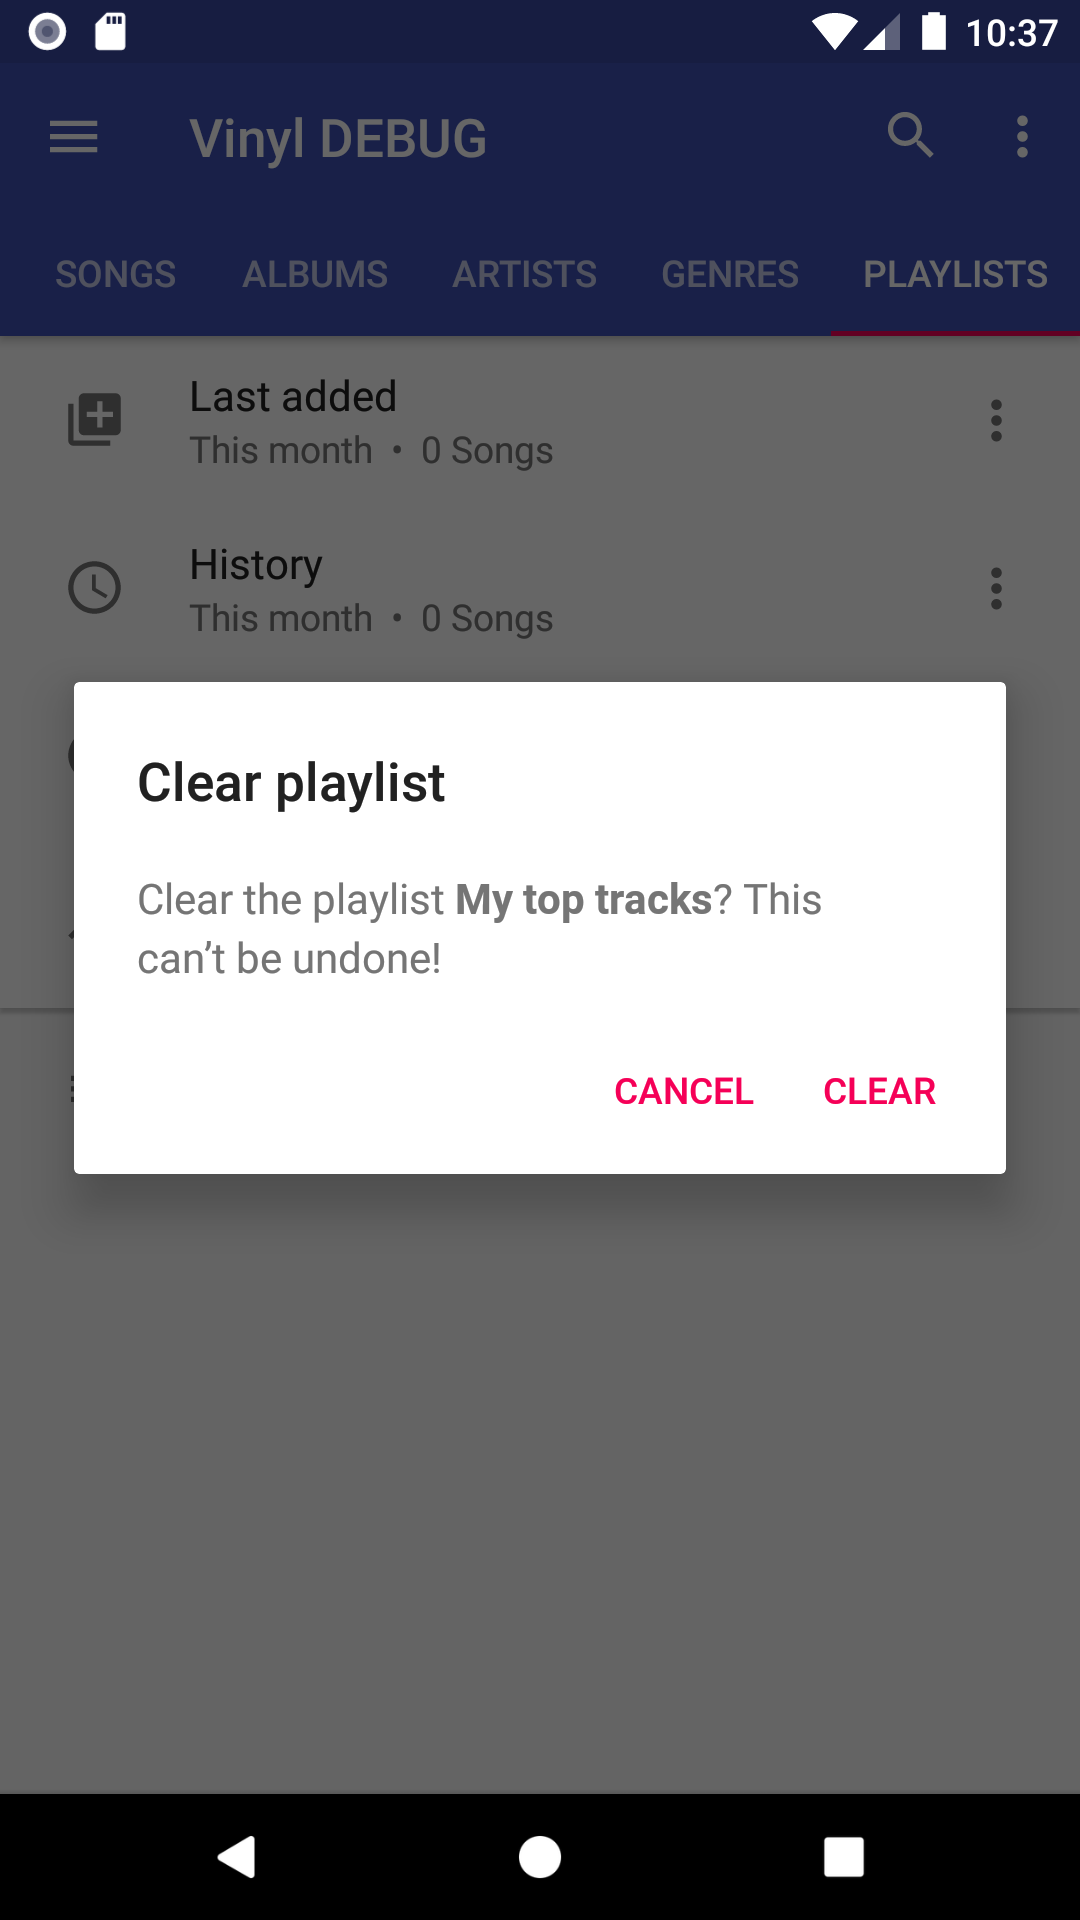 10:37
Vinyl DEBUG
SONGS ALBUMS ARTISTS GENRES PLAYLISTS
Last added
This month • 0 Songs
History
This month • 0 Songs
Clear playlist
Clear the playlist My top tracks? This
can’t be undone!
CANCEL CLEAR